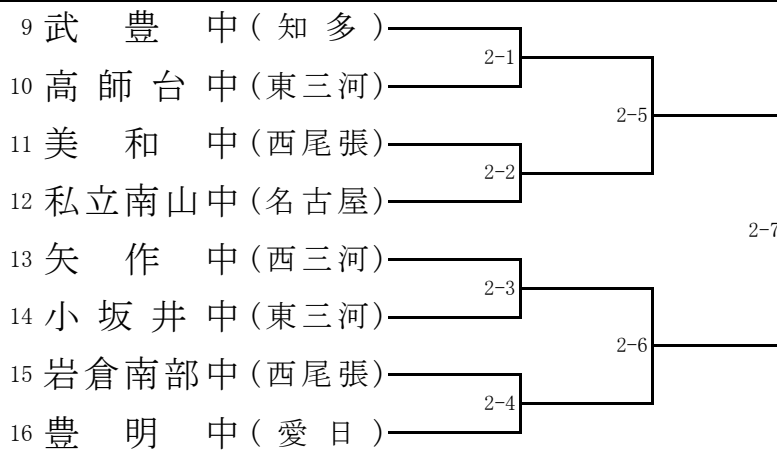 9 武豊中(知多)
2-1
10 高師台中(東三河)
2-5
11 美和中(西尾張)
2-2
12 私立南山中(名古屋)
2-7
13 矢作中(西三河)
2-3
14 小坂井中(東三河)
2-6
15 岩倉南部中(西尾張)
2-4
16 豊明中(愛日)